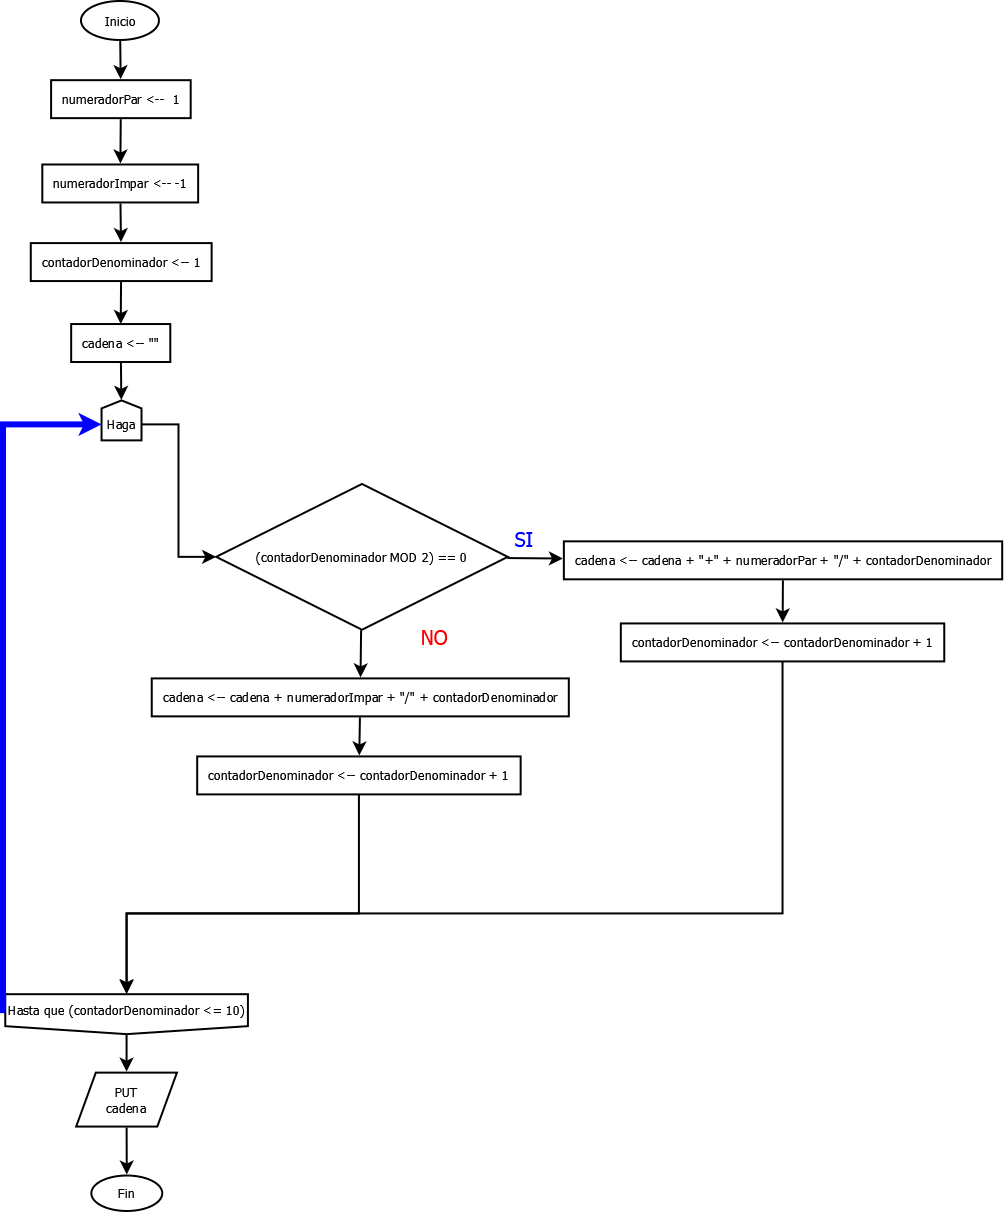 Inicio
numeradorPar <-- 1
numeradorImpar <-- -1
contadorDenominador <-- 1
cadena <-- ""
Haga
(contadorDenominador MOD 2) == 0
SI
cadena <-- cadena + "+" + numeradorPar + "/" + contadorDenominador
contadorDenominador <-- contadorDenominador + 1
NO
cadena <-- cadena + numeradorImpar + "/" + contadorDenominador
contadorDenominador <-- contadorDenominador + 1
Hasta que (contadorDenominador <= 10)
PUT
cadena
Fin